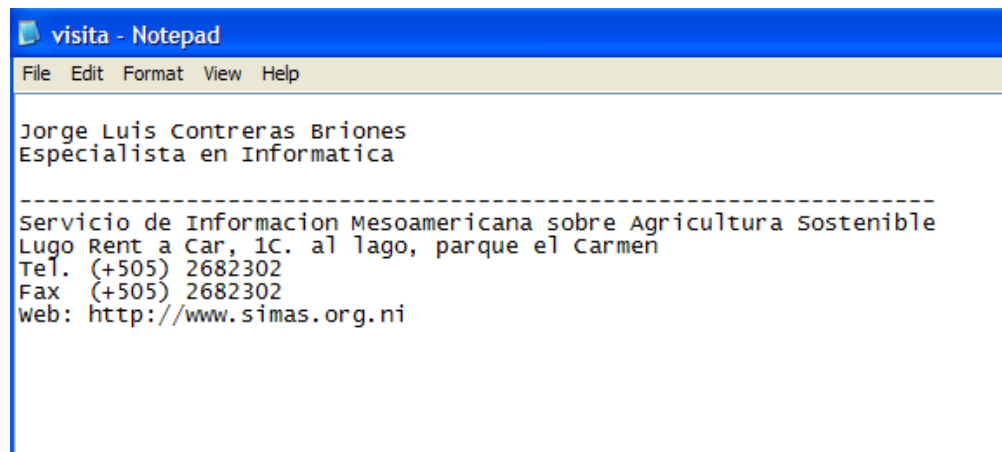 visita - Notepad
File Edit Format View Help
Jorge Luis Contreras Briones
Especialista en Informatica
------------------------------------------------------------------
Servicio de Informacion Mesoamericana sobre Agricultura Sostenible
Lugo Rent a Car, 1C. al lago, parque el Carmen
Tel. (+505) 2682302
Fax (+505) 2682302
Web: http://www.simas.org.ni